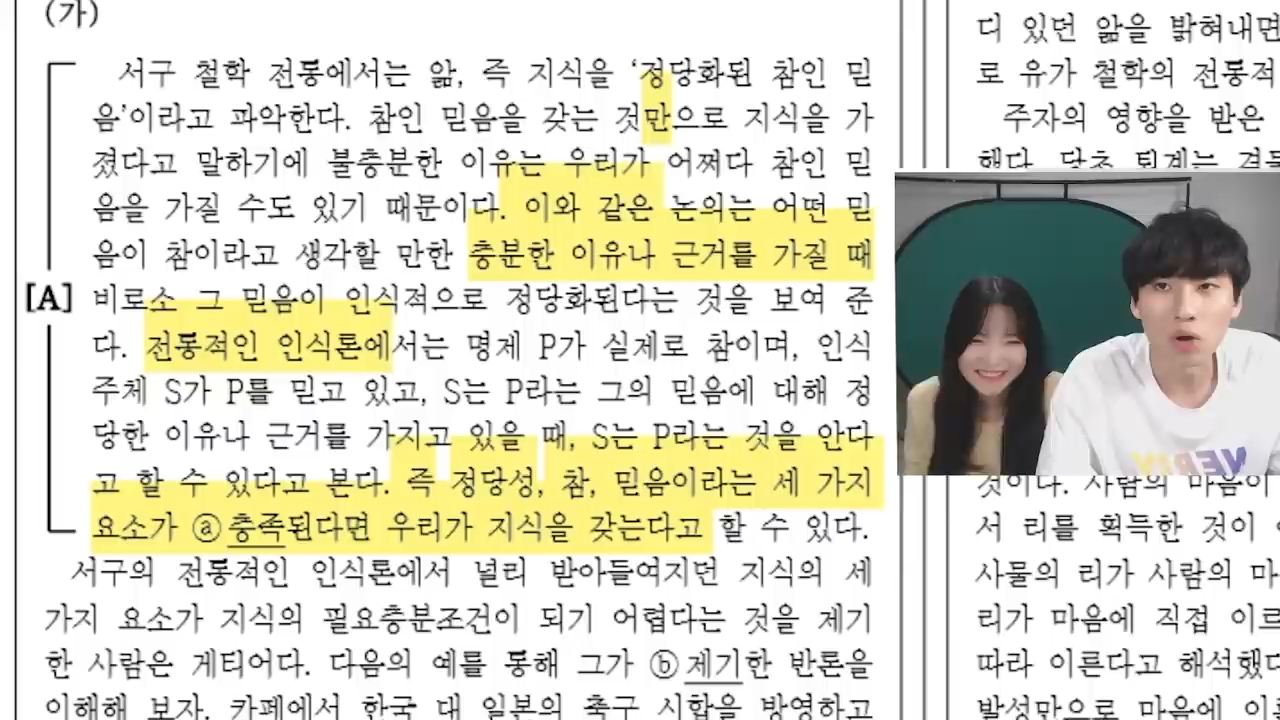 (가)
서구 철학 전통에서는 앎, 즉 지식을 ‘정당화된 참인 믿
음’이라고 파악한다. 참인 믿음을 갖는 것만으로 지식을 가
졌다고 말하기에 불충분한 이유는 우리가 어쩌다 참인 믿
음을 가질 수도 있기 때문이다. 이와 같은 논의는 어떤 믿
음이 참이라고 생각할 만한 충분한 이유나 근거를 가질 때
[A] 비로소 그 믿음이 인식적으로 정당화된다는 것을 보여 준
다. 전통적인 인식론에서는 명제 P가 실제로 참이며, 인식
주체 S가 P를 믿고 있고, S는 P라는 그의 믿음에 대해 정
당한 이유나 근거를 가지고 있을 때, S는 P라는 것을 안다
고 할 수 있다고 본다. 즉 정당성, 참, 믿음이라는 세 가지
요소가 ⓐ충족된다면 우리가 지식을 갖는다고 할 수 있다.
서구의 전통적인 인식론에서 널리 받아들여지던 지식의 세
가지 요소가 지식의 필요충분조건이 되기 어렵다는 것을 제기
한 사람은 게티어다. 다음의 예를 통해 그가 ⓑ제기한 반론을
이해해 보자. 카페에서 한국 대 일본의 축구 시합을 방영하고
디 있던 앎을 밝혀내면
로 유가 철학의 전통적
주자의 영향을 받은
했다. 당초 퇴계는 격
것이다. 사람의 마음이
서 리를 획득한 것이
사물의 리가 사람의 마
리가 마음에 직접 이르
따라 이른다고 해석했다
발성만으로 마음에 이